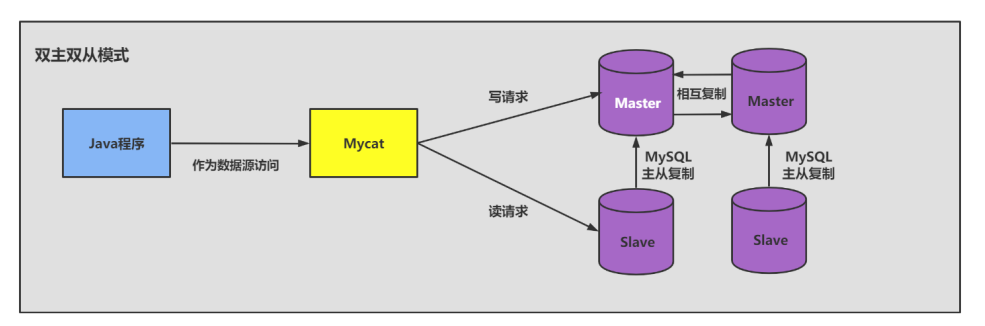 双主双从模式
Java程序
作为数据源访问
Mycat
写请求
读请求
Master
相互复制
Master
MySQL
主从复制
MySQL
主从复制
Slave
Slave